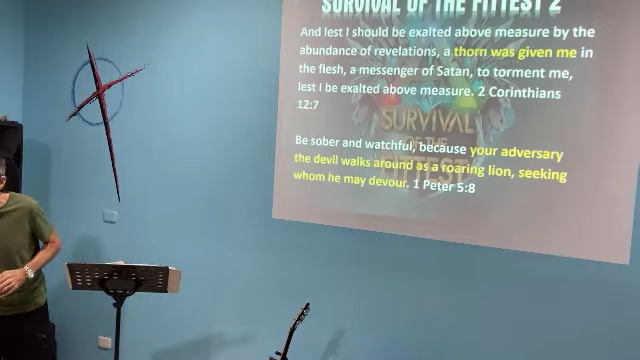 SURVIVAL OF THE FITTEST 2
And lest I should be exalted above measure by the
abundance of revelations, a thorn was given me in
the flesh, a messenger of Satan, to torment me,
lest I be exalted above measure. 2 Corinthians
12:7
SURVIVAL
OF THE
FITTEST
Be sober and watchful, because your adversary
the devil walks around as a roaring lion, seeking
whom he may devour. 1 Peter 5:8